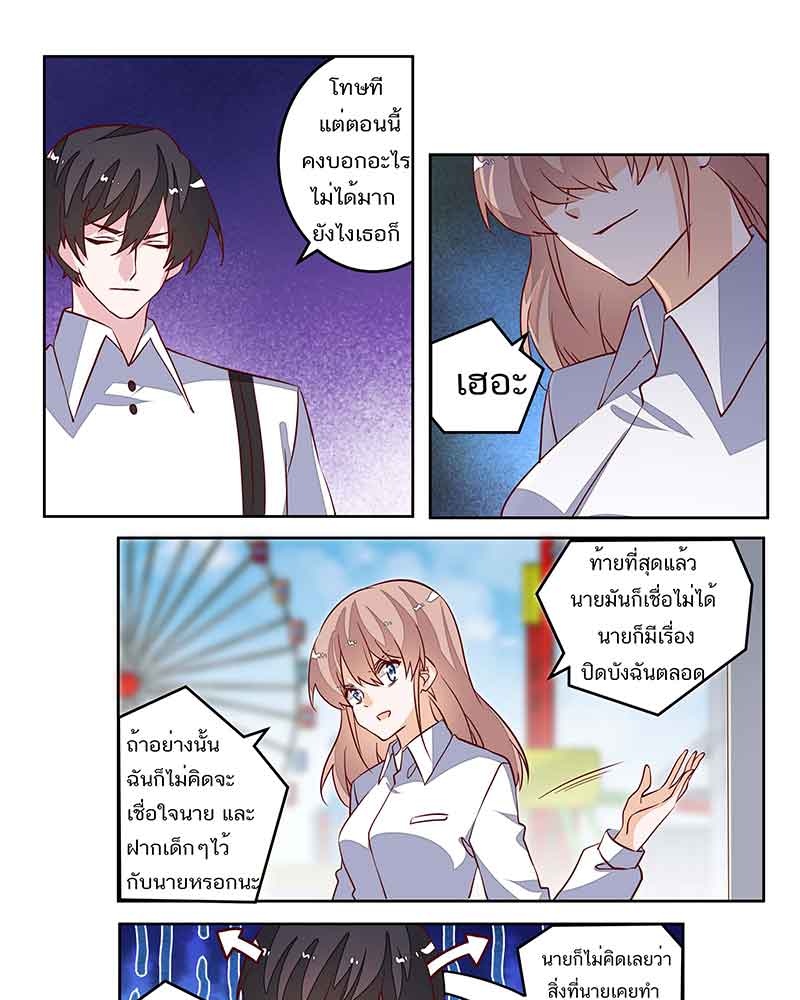 โทษที
แต่ตอนนี้
คงบอกอะไร
ไม่ได้มาก
ยังไงเธอก็
เฮอะ
ท้ายที่สุดแล้ว
นายมันก็เชื่อไม่ได้
นายก็มีเรื่อง
ปิดบังฉันตลอด
ถ้าอย่างนั้น
ฉันก็ไม่คิดจะ
เชื่อใจนาย และ
ฝากเด็กๆไว้
กับนายหรอกนะ
นายก็ไม่คิดเลยว่า
สิ่งที่นายเคยทำ